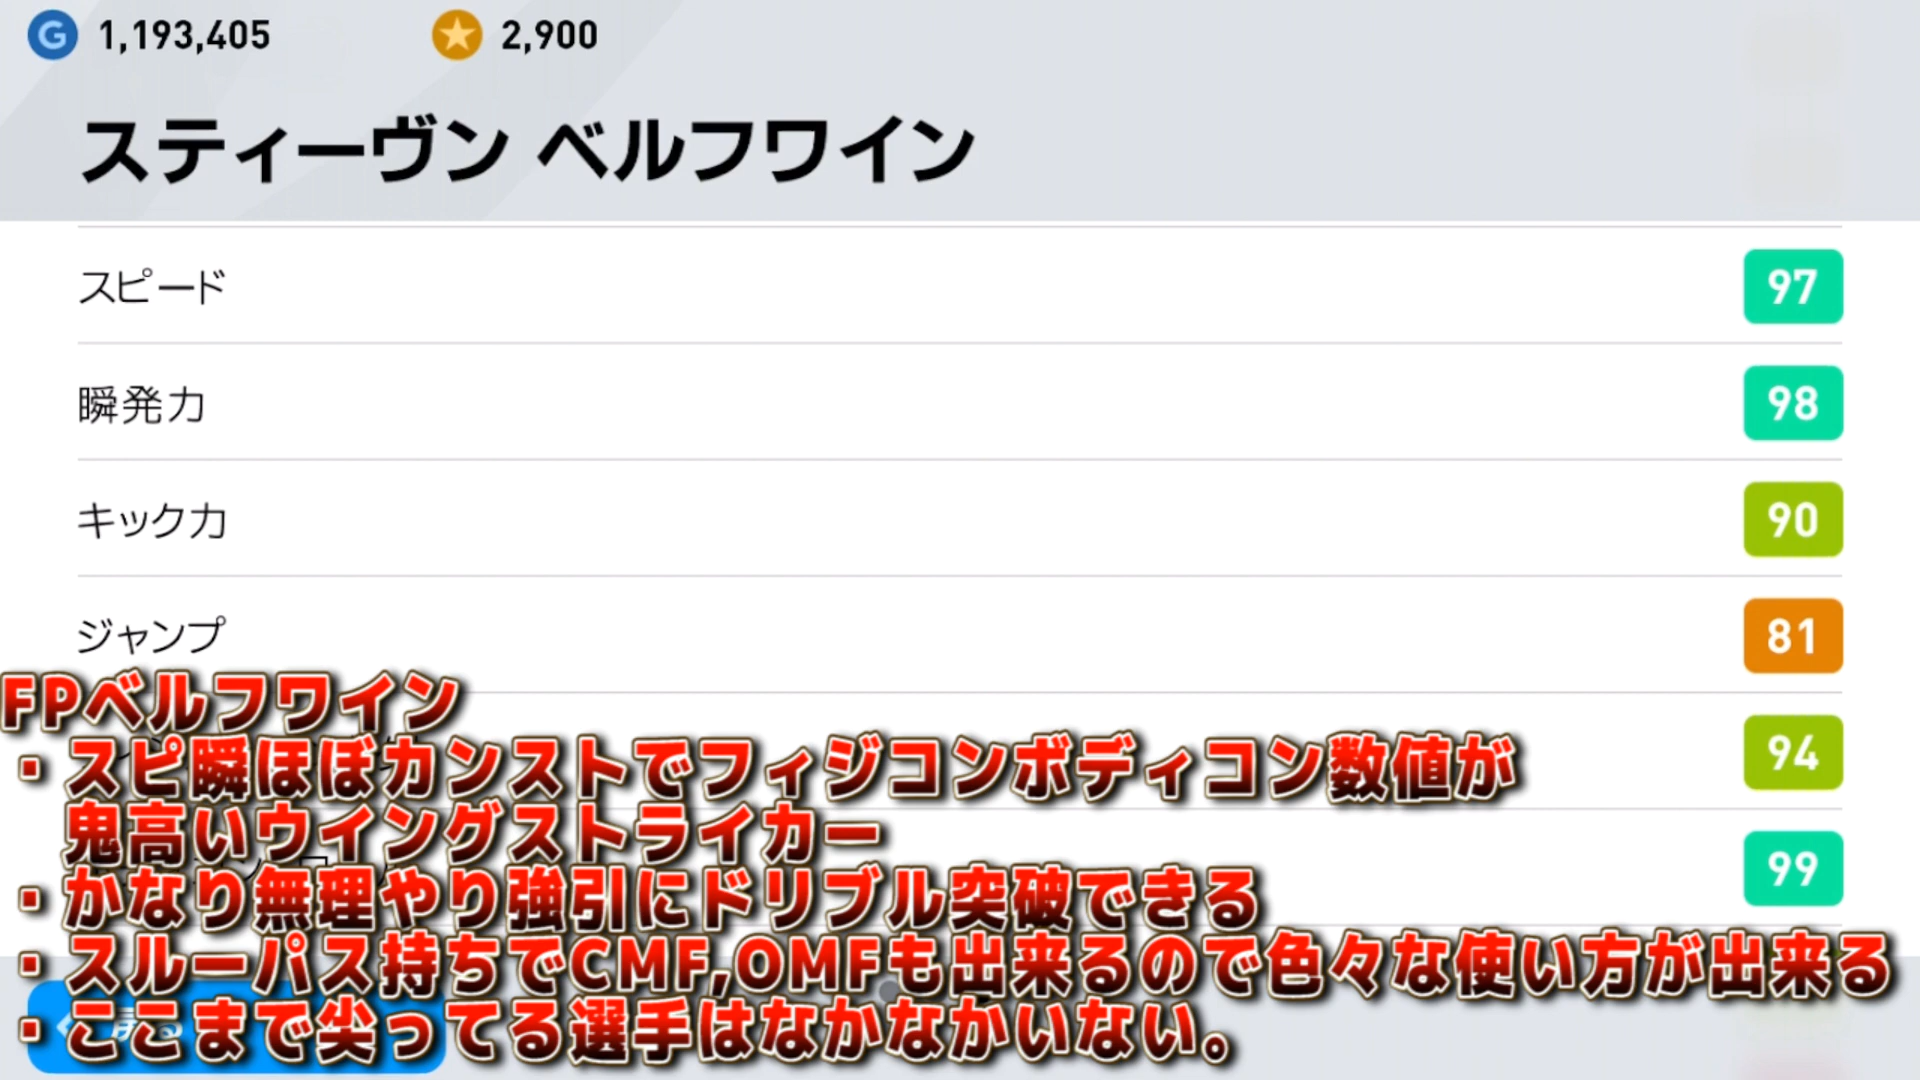 G 1,193,405 2,900
スティーヴン ベルフワイン
スピード 97
瞬発力 98
キック力 90
ジャンプ 81
94
99
FPベルフワイン
・スピ瞬ほぼカンストでフィジコンボディコン数値が
鬼高いウイングストライカー
・かなり無理やり強引にドリブル突破できる
・スルーパス持ちでCMF,OMFも出来るので色々な使い方が出来る
・ここまで尖ってる選手はなかなかいない。